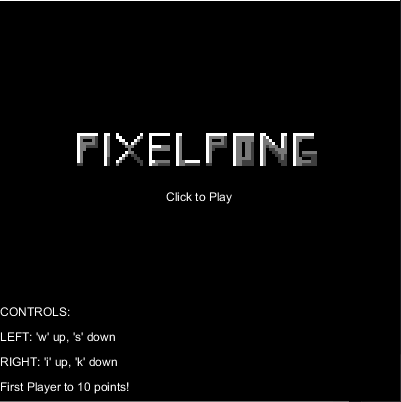 PIXELPONG
Click to Play
CONTROLS:
LEFT: 'w' up, 's' down
RIGHT: 'i' up, 'k' down
First Player to 10 points!